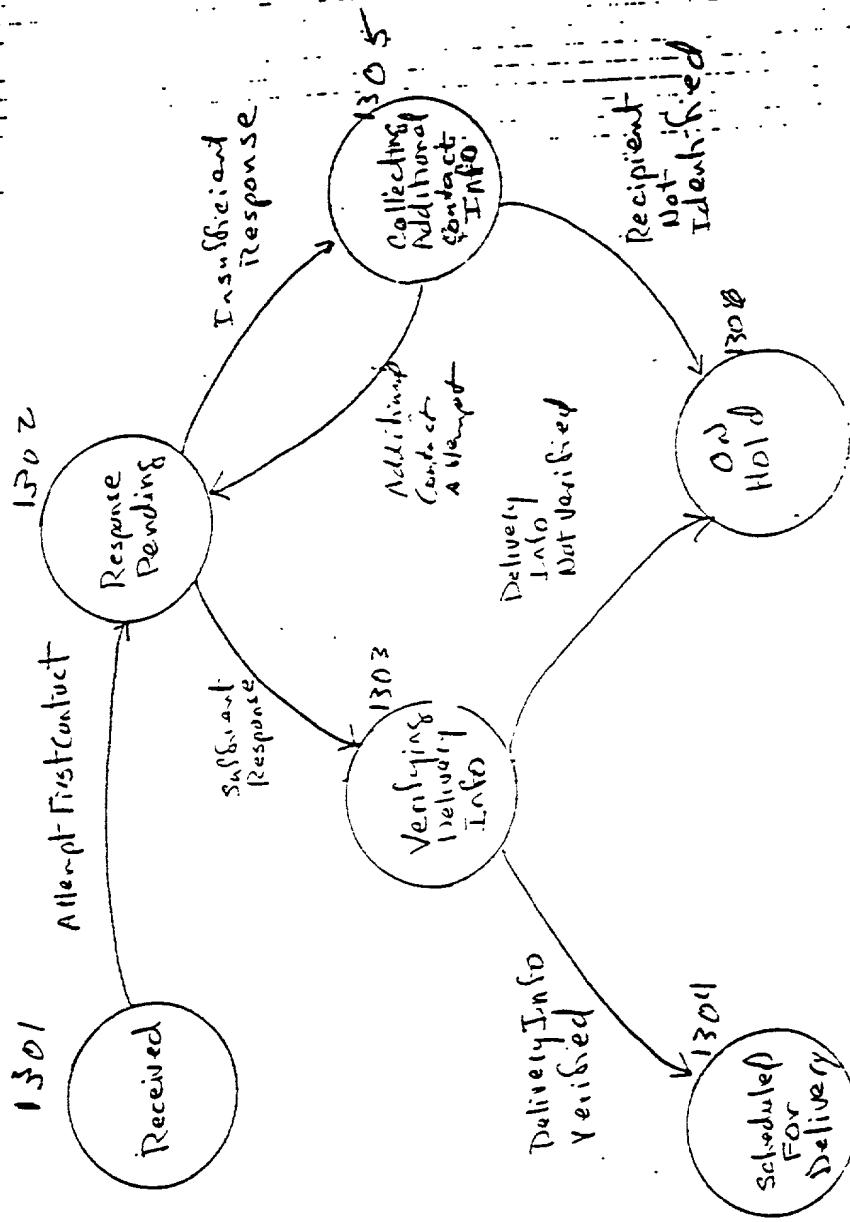 1301
Received
Attempt First Contact
1302
Response
Pending
Insufficient
Response
1305
Collecting
Additional
Contact
Info
Additional
Contact
Attempt
Sufficient
Response
1303
Verifying
Delivery
Info
Delivery
Info
Not Verified
Recipient
Not
Identified
On
Hold
Delivery Info
Verified
1304
Scheduled
For
Delivery